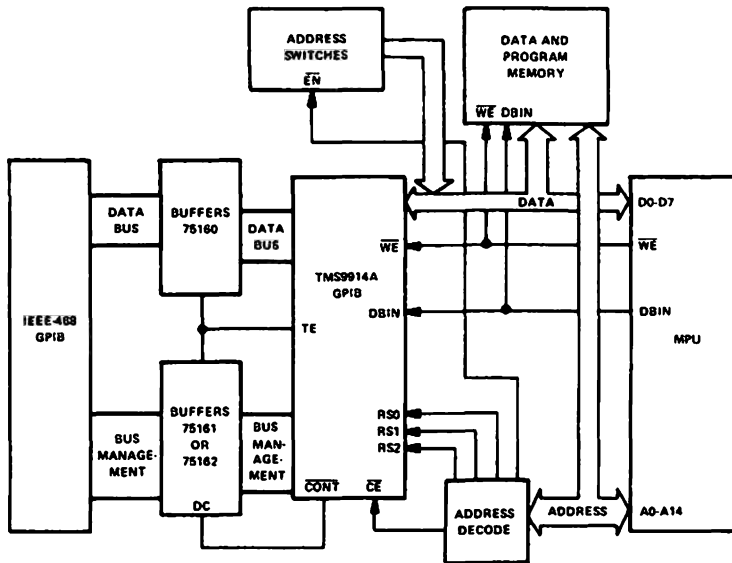 ADDRESS
SWITCHES
EN
DATA AND
PROGRAM
MEMORY
WE DBIN
IEEE-468
GPIB
DATA
BUS
BUFFERS
75160
DATA
BUS
TMS9914A
GPIB
WE
DBIN
TE
RS0
RS1
RS2
CONT
CE
DATA
D0-D7
WE
DBIN
MPU
A0-A14
BUS
MANAGE-
MENT
BUFFERS
75161
OR
75162
DC
BUS
MAN-
AGE-
MENT
ADDRESS
DECODE
ADDRESS